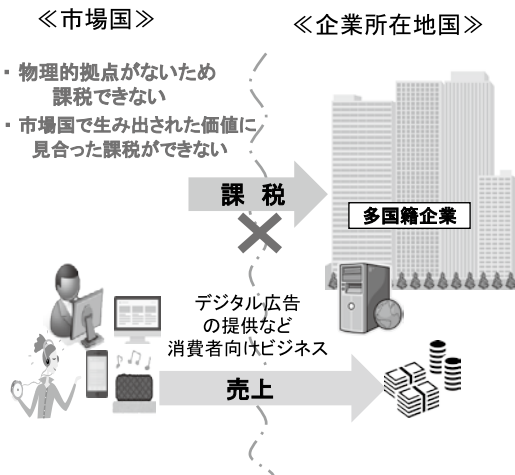 ≪市場国≫
≪企業所在地国≫
・ 物理的拠点がないため
課税できない
・ 市場国で生み出された価値に
見合った課税ができない
課 税
多国籍企業
デジタル広告
の提供など
消費者向けビジネス
売上